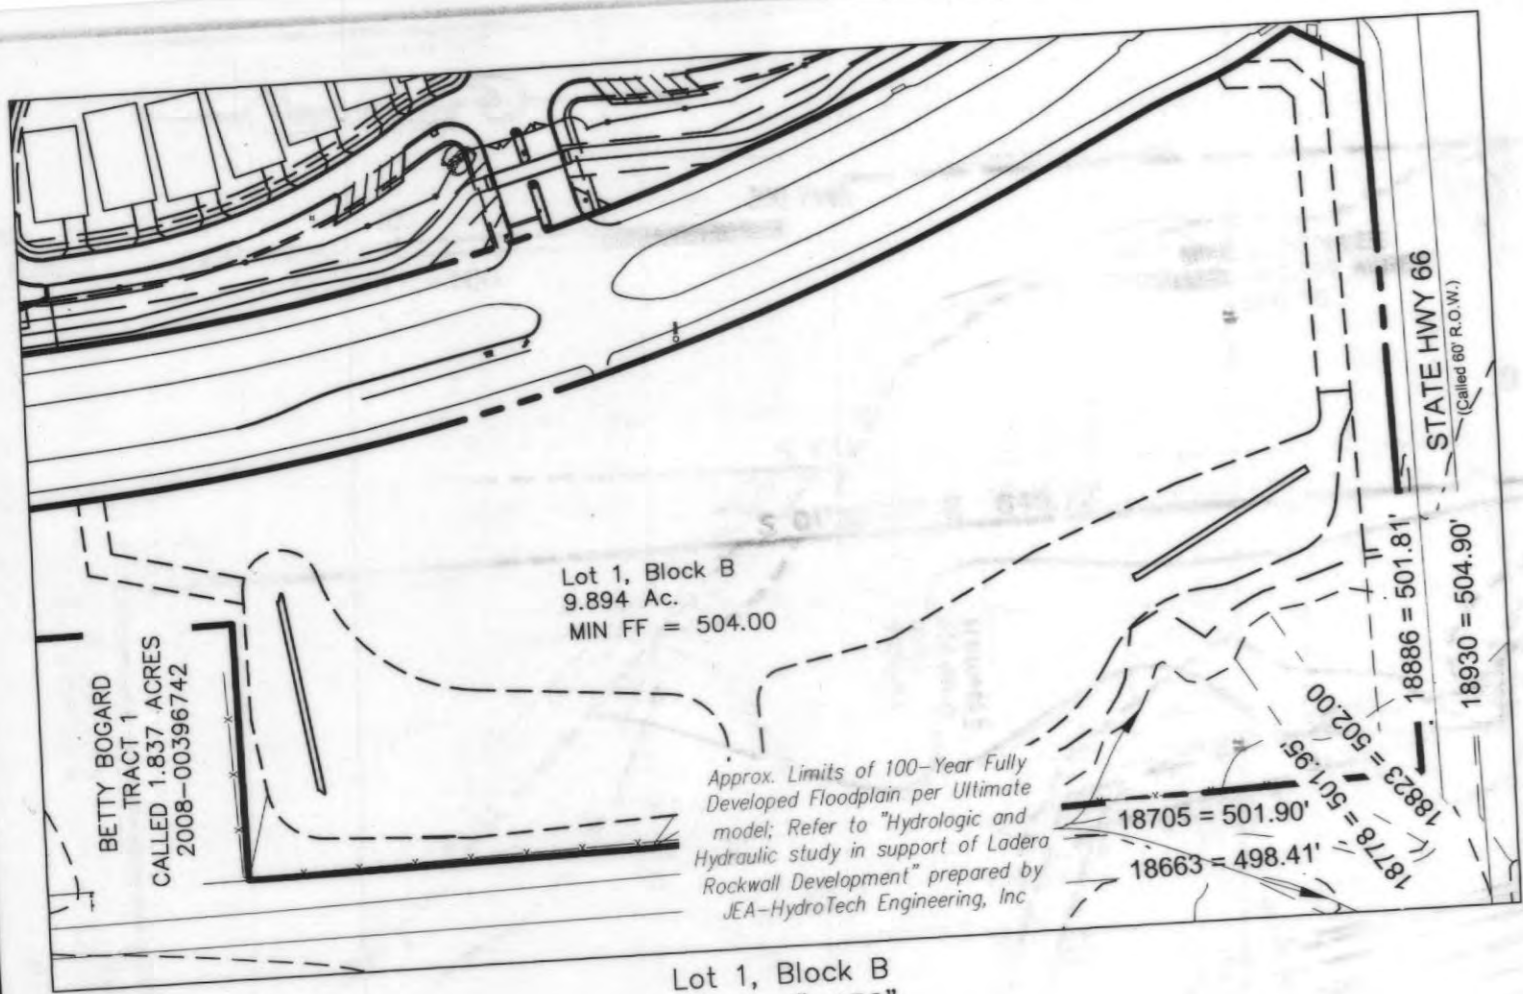 STATE HWY 66
(Called 60' R.O.W.)
Lot 1, Block B
9.894 Ac.
MIN FF = 504.00
BETTY BOGARD
TRACT 1
CALLED 1.837 ACRES
2008-00396742
18886 = 501.81'
18930 = 504.90'
18823 = 502.00
18778 = 501.95'
18705 = 501.90'
18663 = 498.41'
Approx. Limits of 100-Year Fully
Developed Floodplain per Ultimate
model; Refer to "Hydrologic and
Hydraulic study in support of Ladera
Rockwall Development" prepared by
JEA-HydroTech Engineering, Inc
Lot 1, Block B